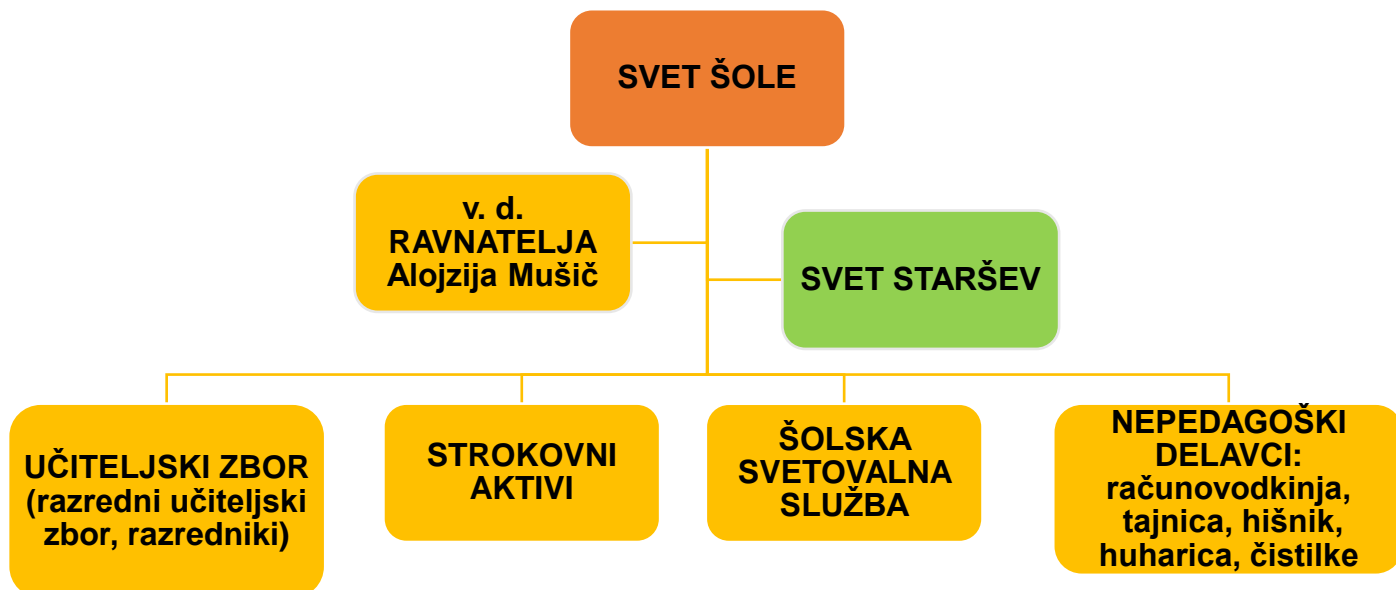 SVET ŠOLE
v. d.
RAVNATELJA
Alojzija Mušič
SVET STARŠEV
UČITELJSKI ZBOR
(razredni učiteljski
zbor, razredniki)
STROKOVNI
AKTIVI
ŠOLSKA
SVETOVALNA
SLUŽBA
NEPEDAGOŠKI
DELAVCI:
računovodkinja,
tajnica, hišnik,
huharica, čistilke